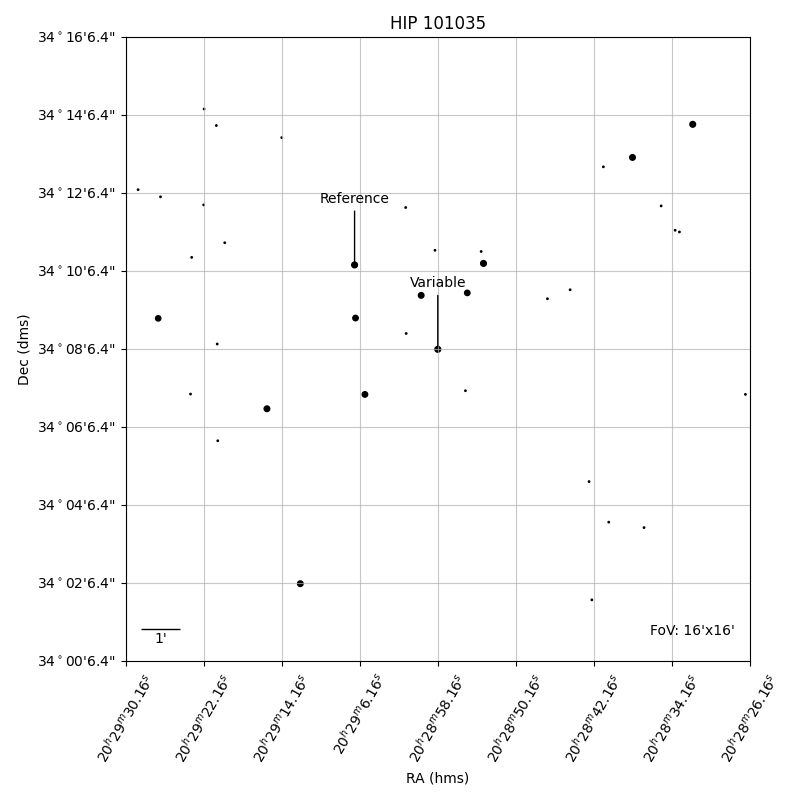 HIP 101035
34°16'6.4"
34°14'6.4"
34°12'6.4"
34°10'6.4"
34°08'6.4"
34°06'6.4"
34°04'6.4"
34°02'6.4"
34°00'6.4"
Dec (dms)
Reference
Variable
1'
FoV: 16'x16'
20ʰ29ᵐ30.16ˢ
20ʰ29ᵐ22.16ˢ
20ʰ29ᵐ14.16ˢ
20ʰ29ᵐ6.16ˢ
20ʰ28ᵐ58.16ˢ
20ʰ28ᵐ50.16ˢ
20ʰ28ᵐ42.16ˢ
20ʰ28ᵐ34.16ˢ
20ʰ28ᵐ26.16ˢ
RA (hms)